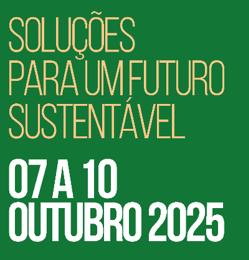 SOLUÇÕES
PARA UM FUTURO
SUSTENTÁVEL
07 A 10
OUTUBRO 2025